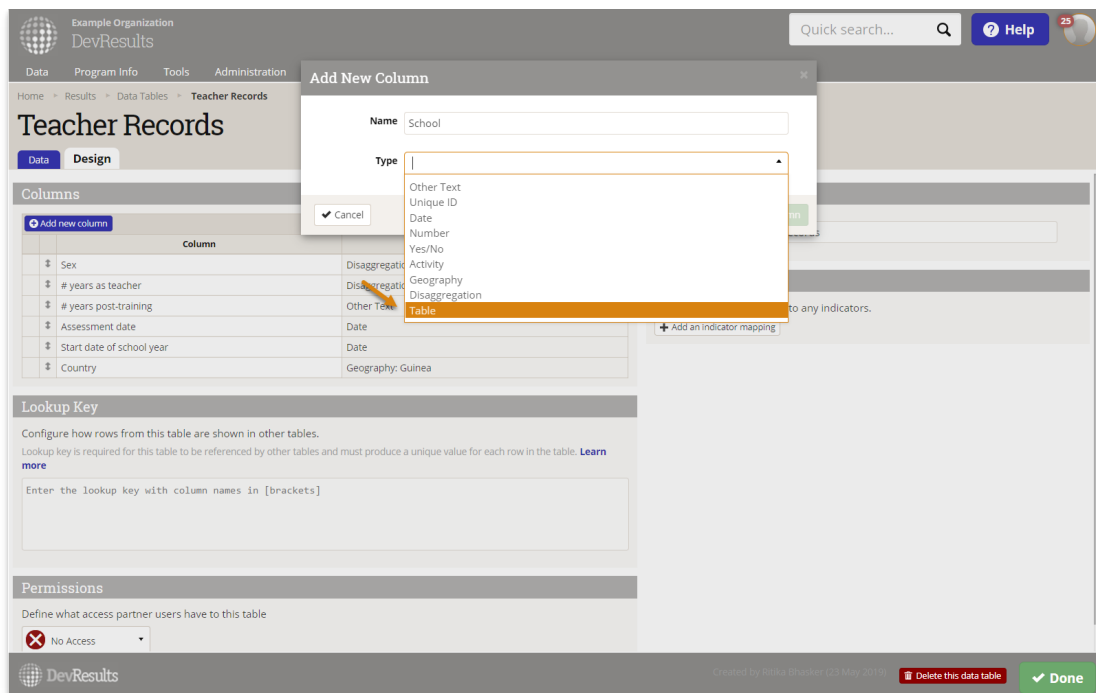 Example Organization
DevResults
Quick search...
Help
25
Data Program Info Tools Administration
Home Results Data Tables Teacher Records
Teacher Records
Data Design
Add New Column
×
Name School
Type
Other Text
Unique ID
Date
Number
Yes/No
Activity
Geography
Disaggregation
Table
Cancel
Columns
Add new column
Column
Sex
# years as teacher
# years post-training Other Text
Assessment date Date
Start date of school year Date
Country Geography: Guinea
to any indicators.
Add an indicator mapping
Lookup Key
Configure how rows from this table are shown in other tables.
Lookup key is required for this table to be referenced by other tables and must produce a unique value for each row in the table. Learn
more
Enter the lookup key with column names in [brackets]
Permissions
Define what access partner users have to this table
No Access
DevResults
Created by Ritika Bhasker (23 May 2019)
Delete this data table
Done